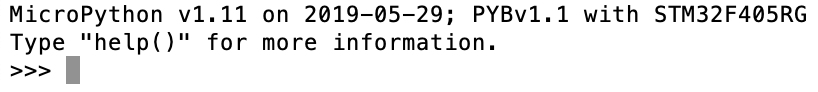 MicroPython v1.11 on 2019-05-29; PYBv1.1 with STM32F405RG
Type "help()" for more information.
>>>